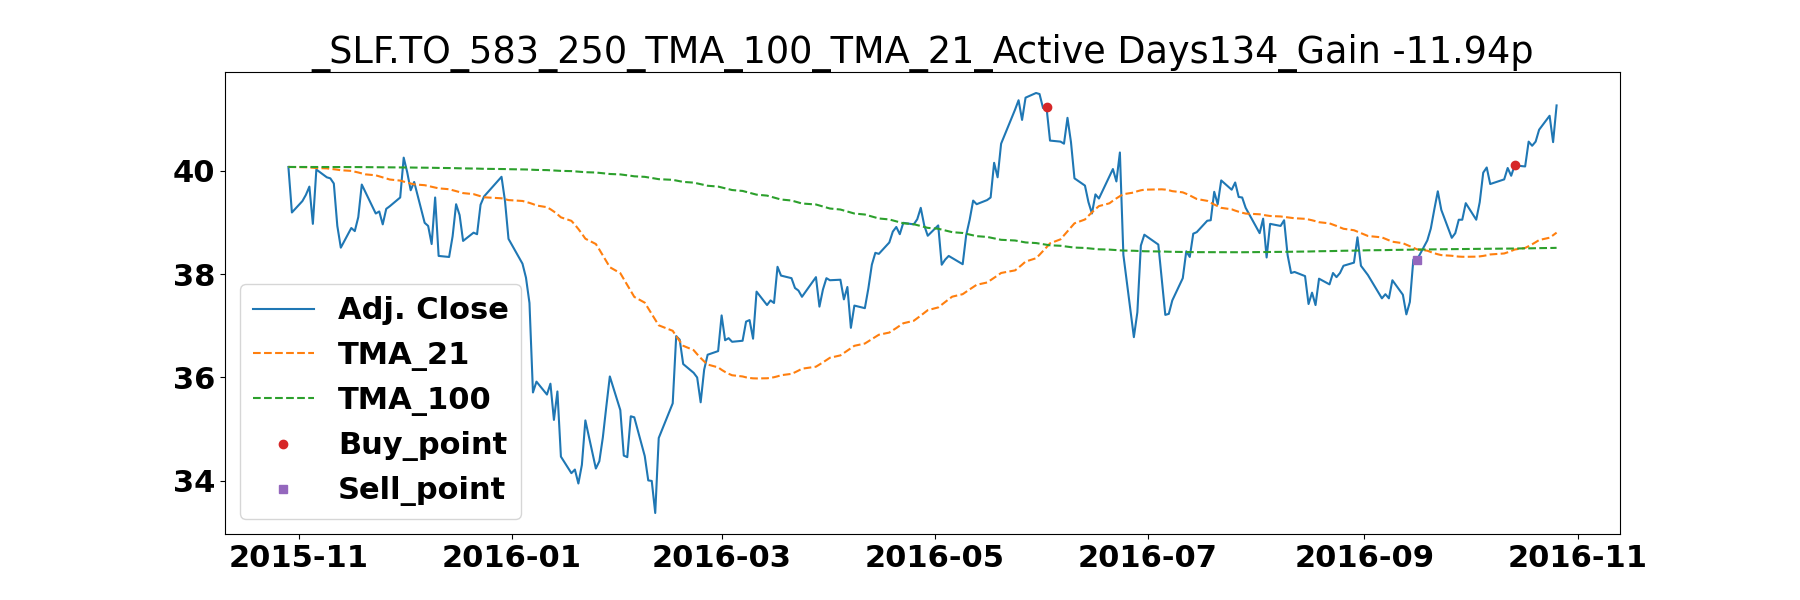 _SLF.TO_583_250_TMA_100_TMA_21_Active Days134_Gain -11.94p
40
38
36
34
Adj. Close
TMA_21
TMA_100
Buy_point
Sell_point
2015-11 2016-01 2016-03 2016-05 2016-07 2016-09 2016-11